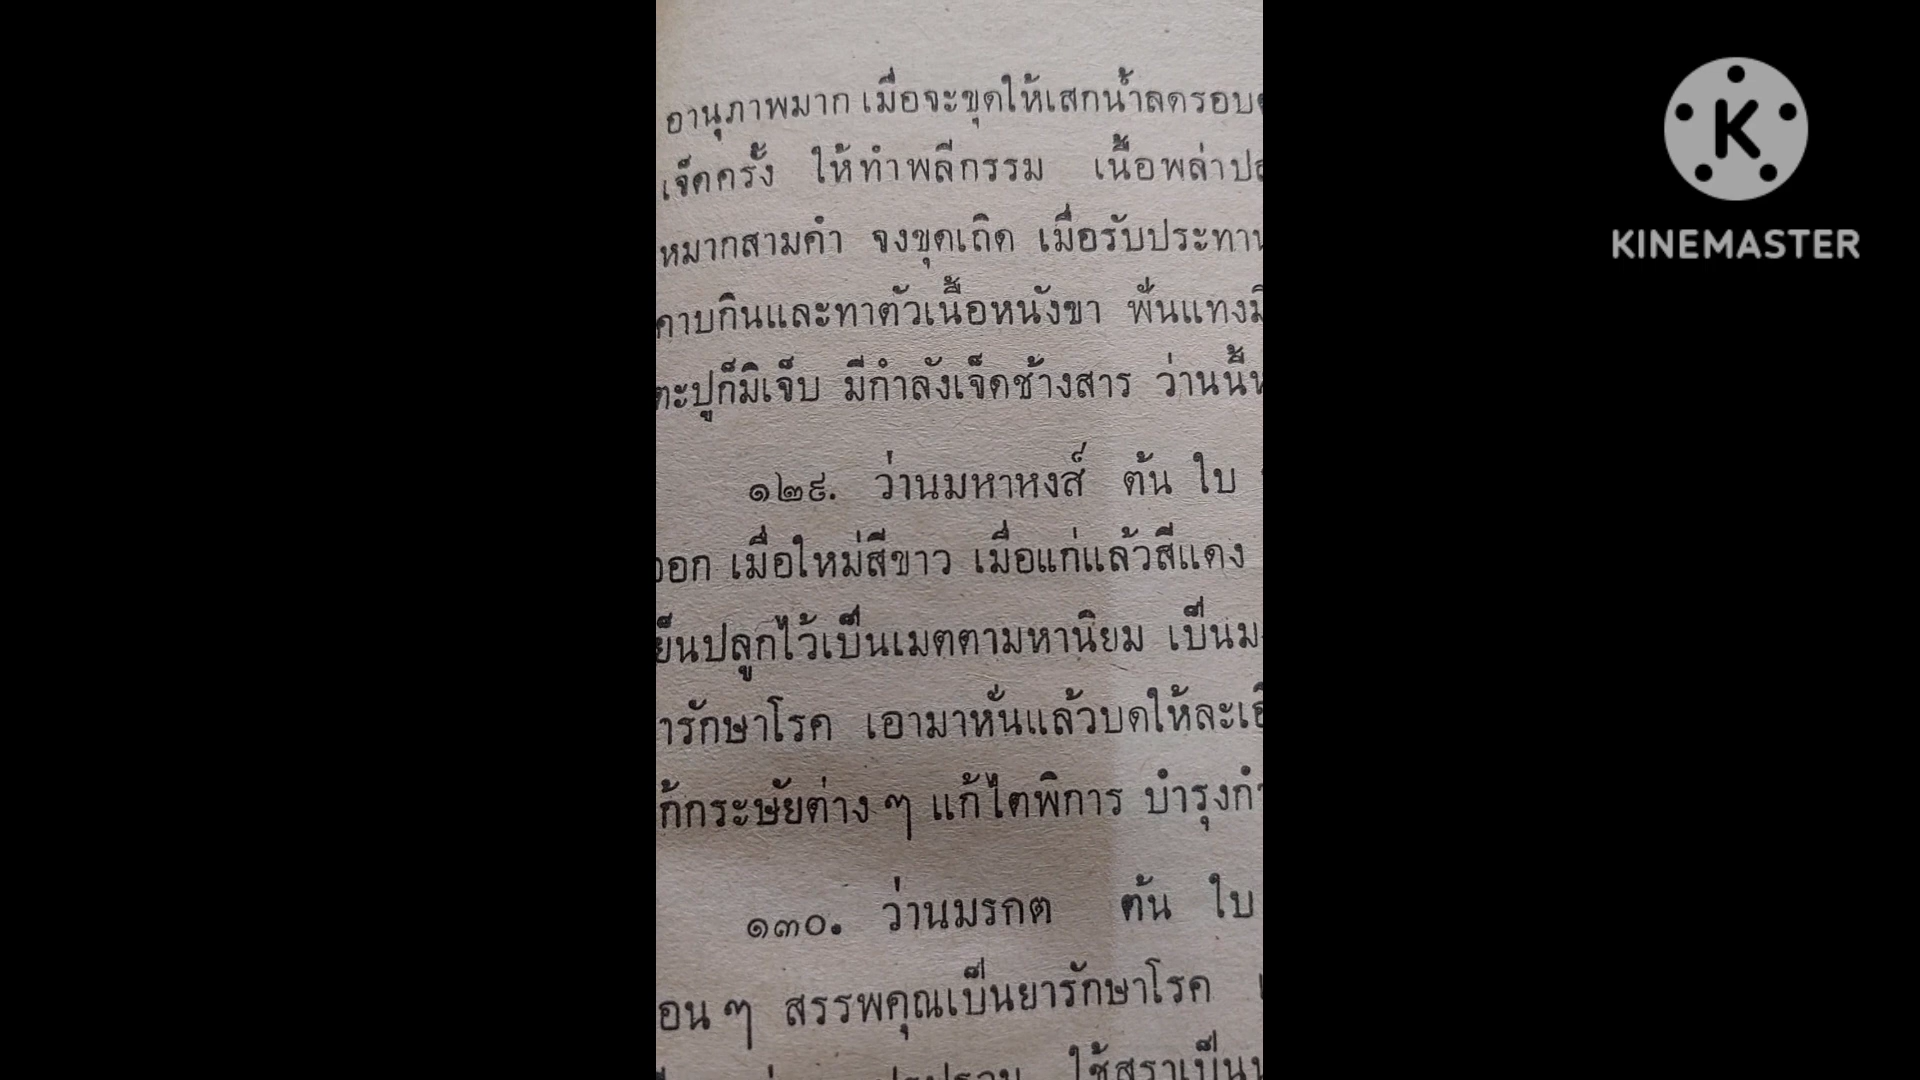 อานุภาพมาก เมื่อจะขุดให้เสกน้ำลดรอบ
เจ็ดครั้ง ให้ทำพลีกรรม เนื้อพล่าป
หมากสามคำ จงขุดเถิด เมื่อรับประทาน
คาบกินและทาตัวเนื้อหนังขา ฟันแทงมิ
ตะปูก็มิเจ็บ มีกำลังเจ็ดช้างสาร ว่านนี้
๑๒๙. ว่านมหาหงส์ ต้น ใบ
อก เมื่อใหม่สีขาว เมื่อแก่แล้วสีแดง
ย็นปลูกไว้เป็นเมตตามหานิยม เป็นม
ารักษาโรค เอามาหั่นแล้วบดให้ละเอี
ก้กระษัยต่าง ๆ แก้ไตพิการ บำรุงกำ
๑๓๐. ว่านมรกต ต้น ใบ
อน ๆ สรรพคุณเป็นยารักษาโรค
ใช้สุราเป็น
KINEMASTER